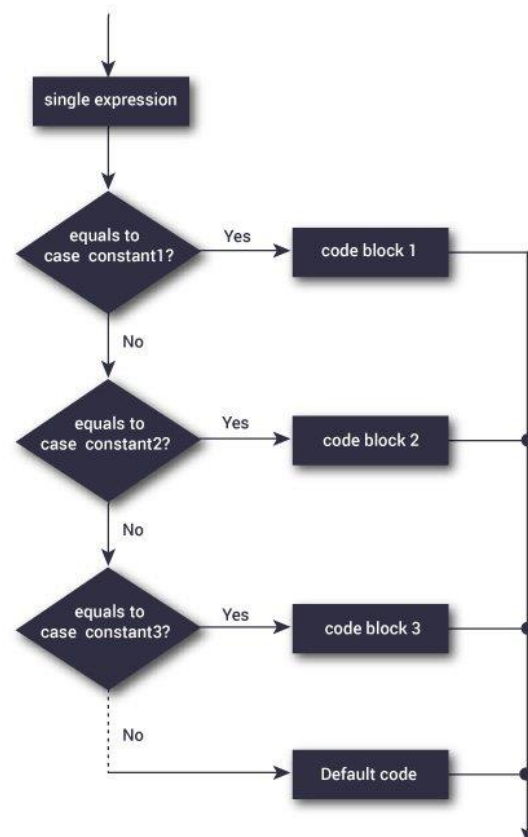 single expression
equals to
case constant1?
Yes
code block 1
No
equals to
case constant2?
Yes
code block 2
No
equals to
case constant3?
Yes
code block 3
No
Default code